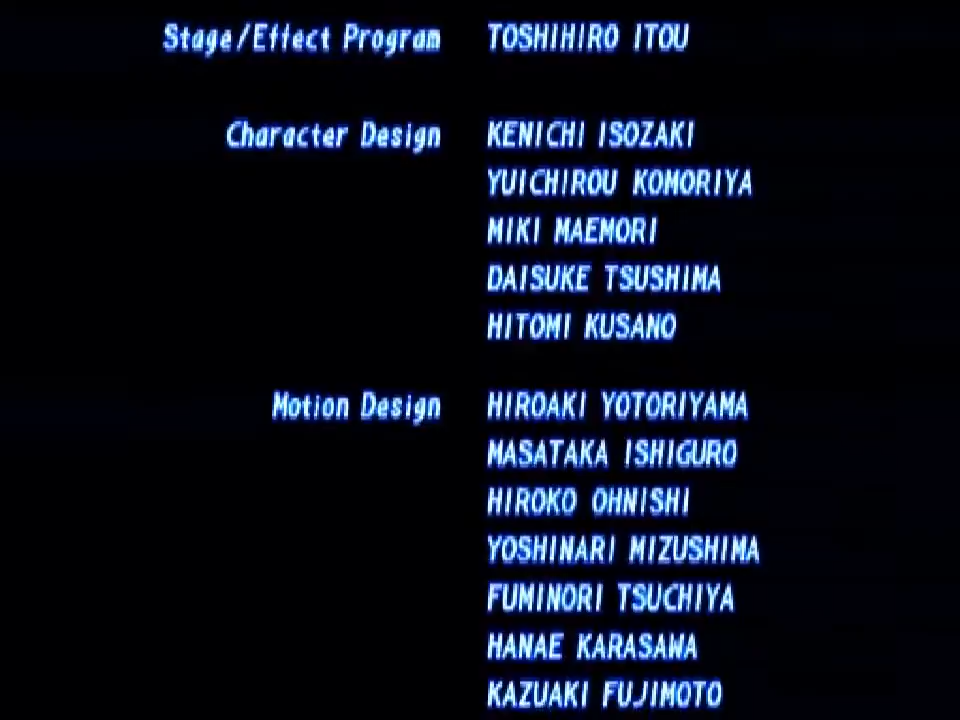 Stage/Effect Program TOSHIHIRO ITOU
Character Design KENICHI ISOZAKI
YUICHIROU KOMORIYA
MIKI MAEMORI
DAISUKE TSUSHIMA
HITOMI KUSANO
Motion Design HIROAKI YOTORIYAMA
MASATAKA ISHIGURO
HIROKO OHNISHI
YOSHINARI MIZUSHIMA
FUMINORI TSUCHIYA
HANAE KARASAWA
KAZUAKI FUJIMOTO